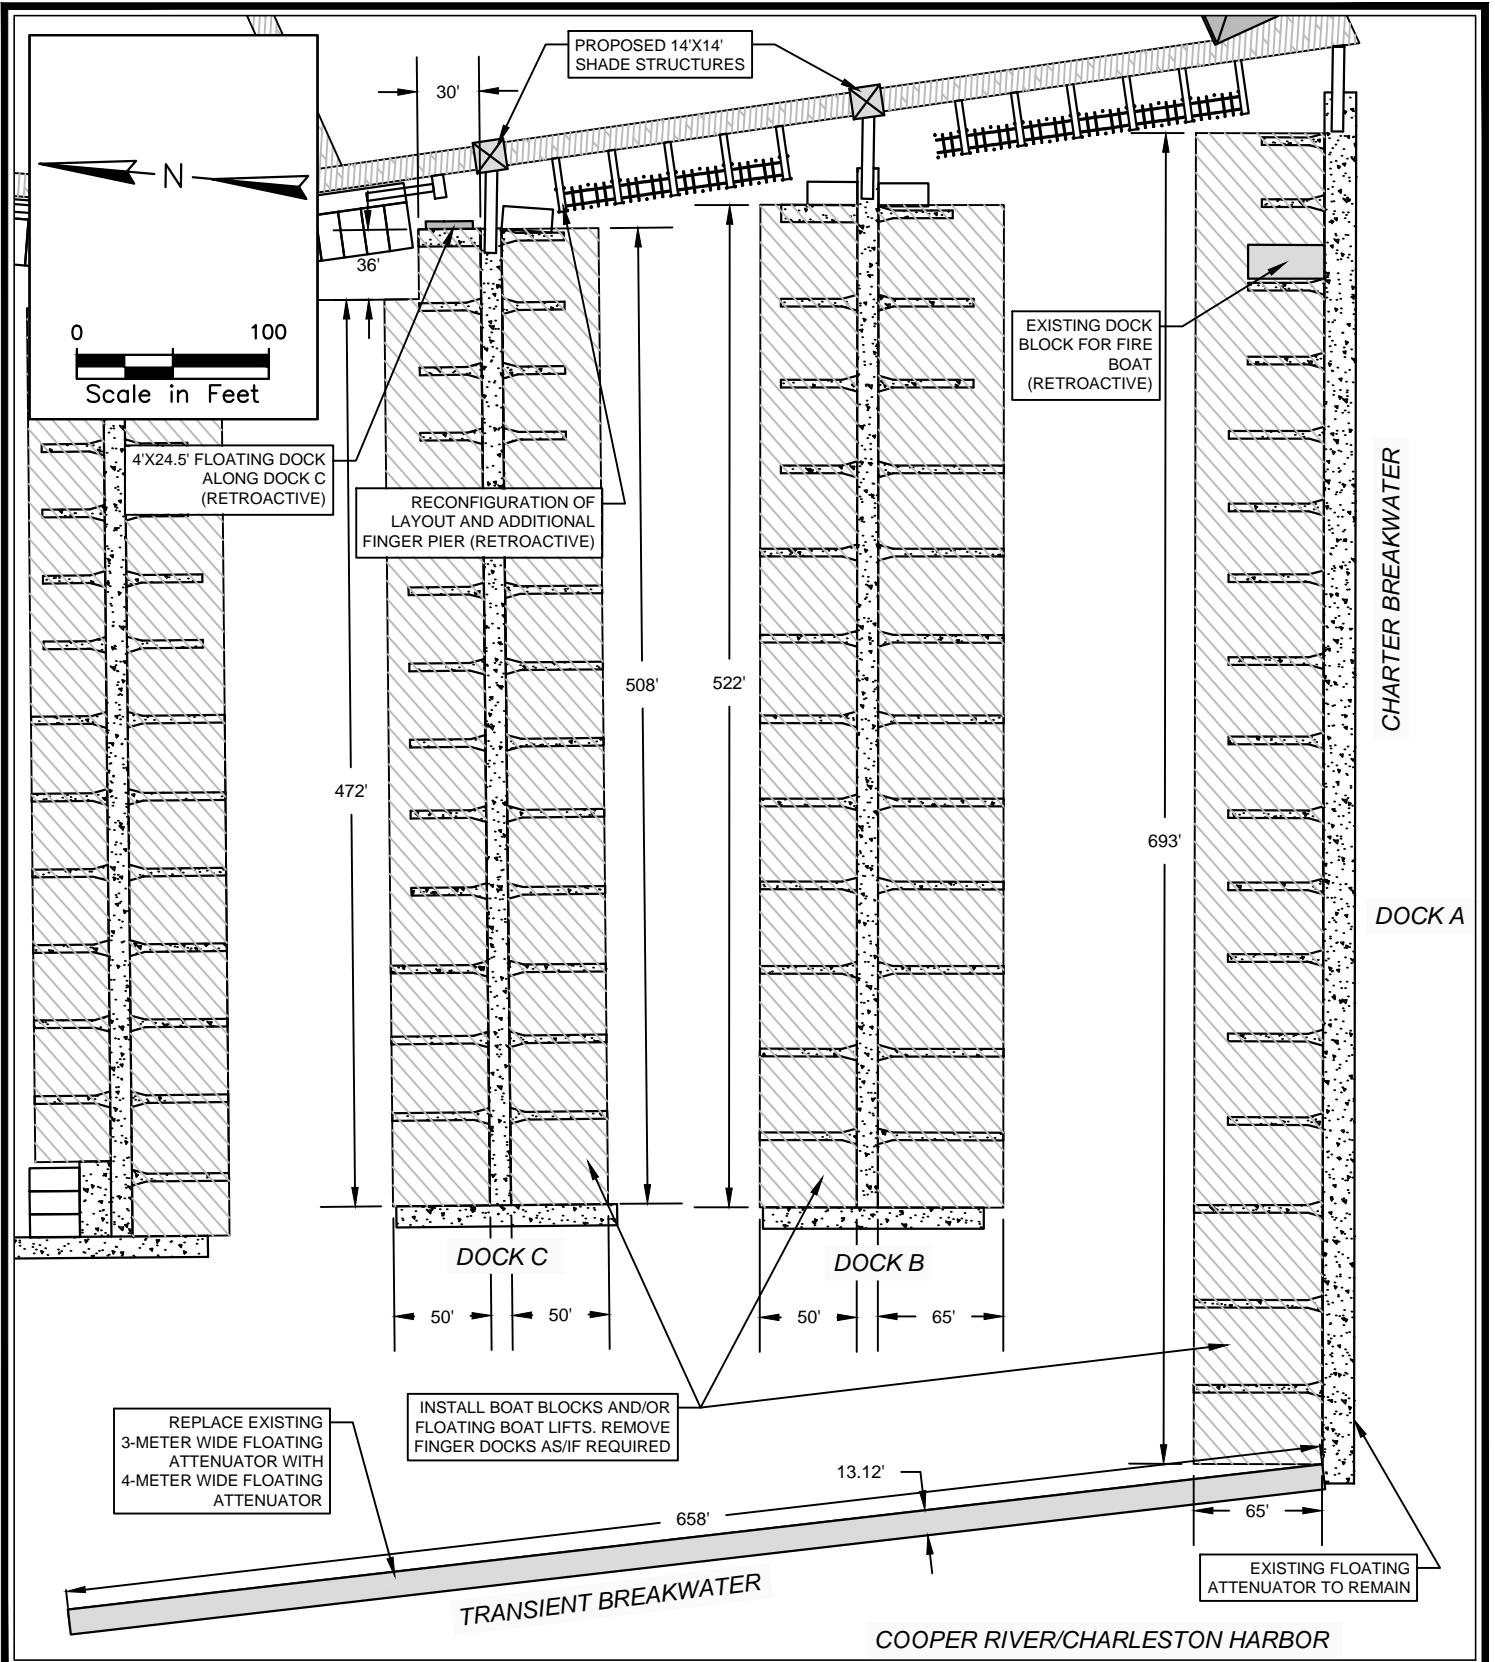 PROPOSED 14'X14'
SHADE STRUCTURES
30'
N
36'
0 100
Scale in Feet
EXISTING DOCK
BLOCK FOR FIRE
BOAT
(RETROACTIVE)
4'X24.5' FLOATING DOCK
ALONG DOCK C
(RETROACTIVE)
RECONFIGURATION OF
LAYOUT AND ADDITIONAL
FINGER PIER (RETROACTIVE)
CHARTER BREAKWATER
508'
522'
472'
693'
DOCK A
DOCK C
DOCK B
50'
50'
50'
65'
INSTALL BOAT BLOCKS AND/OR
FLOATING BOAT LIFTS. REMOVE
FINGER DOCKS AS/IF REQUIRED
REPLACE EXISTING
3-METER WIDE FLOATING
ATTENUATOR WITH
4-METER WIDE FLOATING
ATTENUATOR
13.12'
658'
65'
EXISTING FLOATING
ATTENUATOR TO REMAIN
TRANSIENT BREAKWATER
COOPER RIVER/CHARLESTON HARBOR